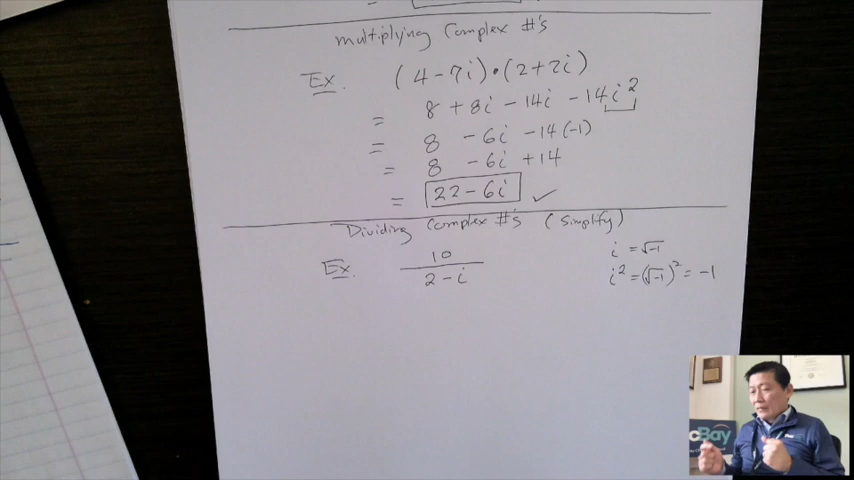 multiplying Complex #'s
Ex. (4-7i)•(2+2i)
= 8 + 8i - 14i - 14i²
= 8 - 6i - 14(-1)
= 8 - 6i + 14
= 22 - 6i ✓
Dividing Complex #'s (Simplify)
i = √-1
Ex. 10
2 - i
i² = (√-1)² = -1
cBay